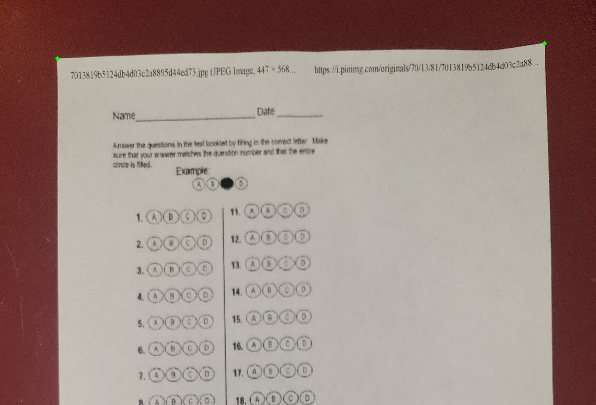 7013819b5124db4d03c2a8895d44ed73.jpg (JPEG Image, 447 × 568...
https://i.pinimg.com/originals/70/13/81/7013819b5124db4d03c2a88...
Name Date
Answer the questions in the test booklet by filling in the correct letter. Make
sure that your answer matches the question number and that the entire
circle is filled.
Example:
A B D
1. A B C D
2. A B C D
3. A B C D
4. A B C D
5. A B C D
6. A B C D
7. A B C D
8. A B C D
11. A B C D
12. A B C D
13. A B C D
14. A B C D
15. A B C D
16. A B C D
17. A B C D
18. A B C D